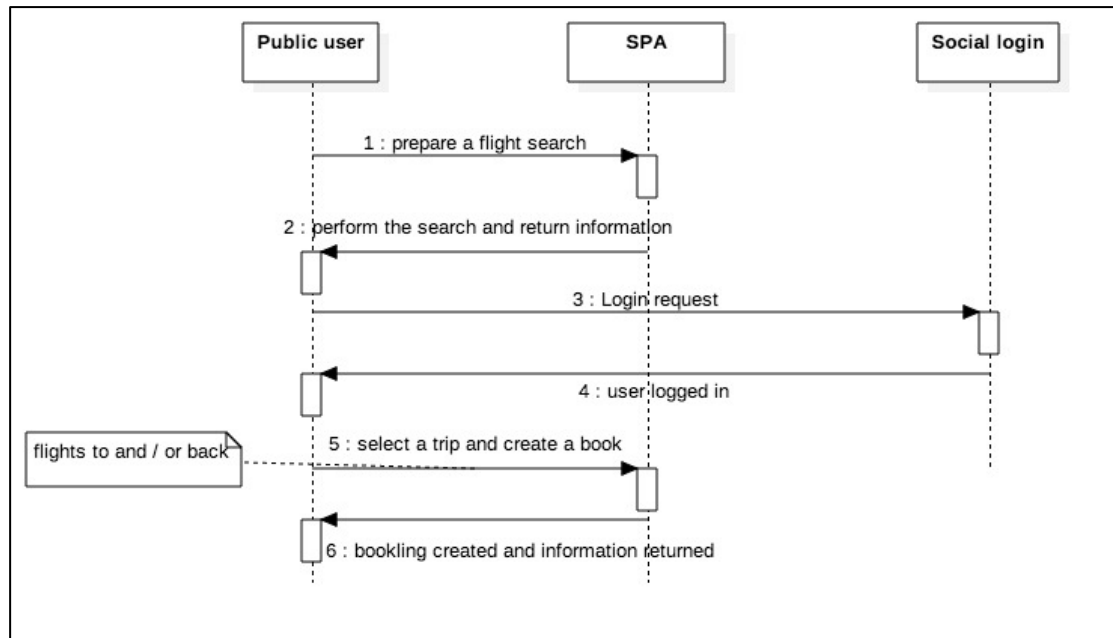 Public user
SPA
Social login
1 : prepare a flight search
2 : perform the search and return information
3 : Login request
4 : user logged in
flights to and / or back
5 : select a trip and create a book
6 : bookling created and information returned